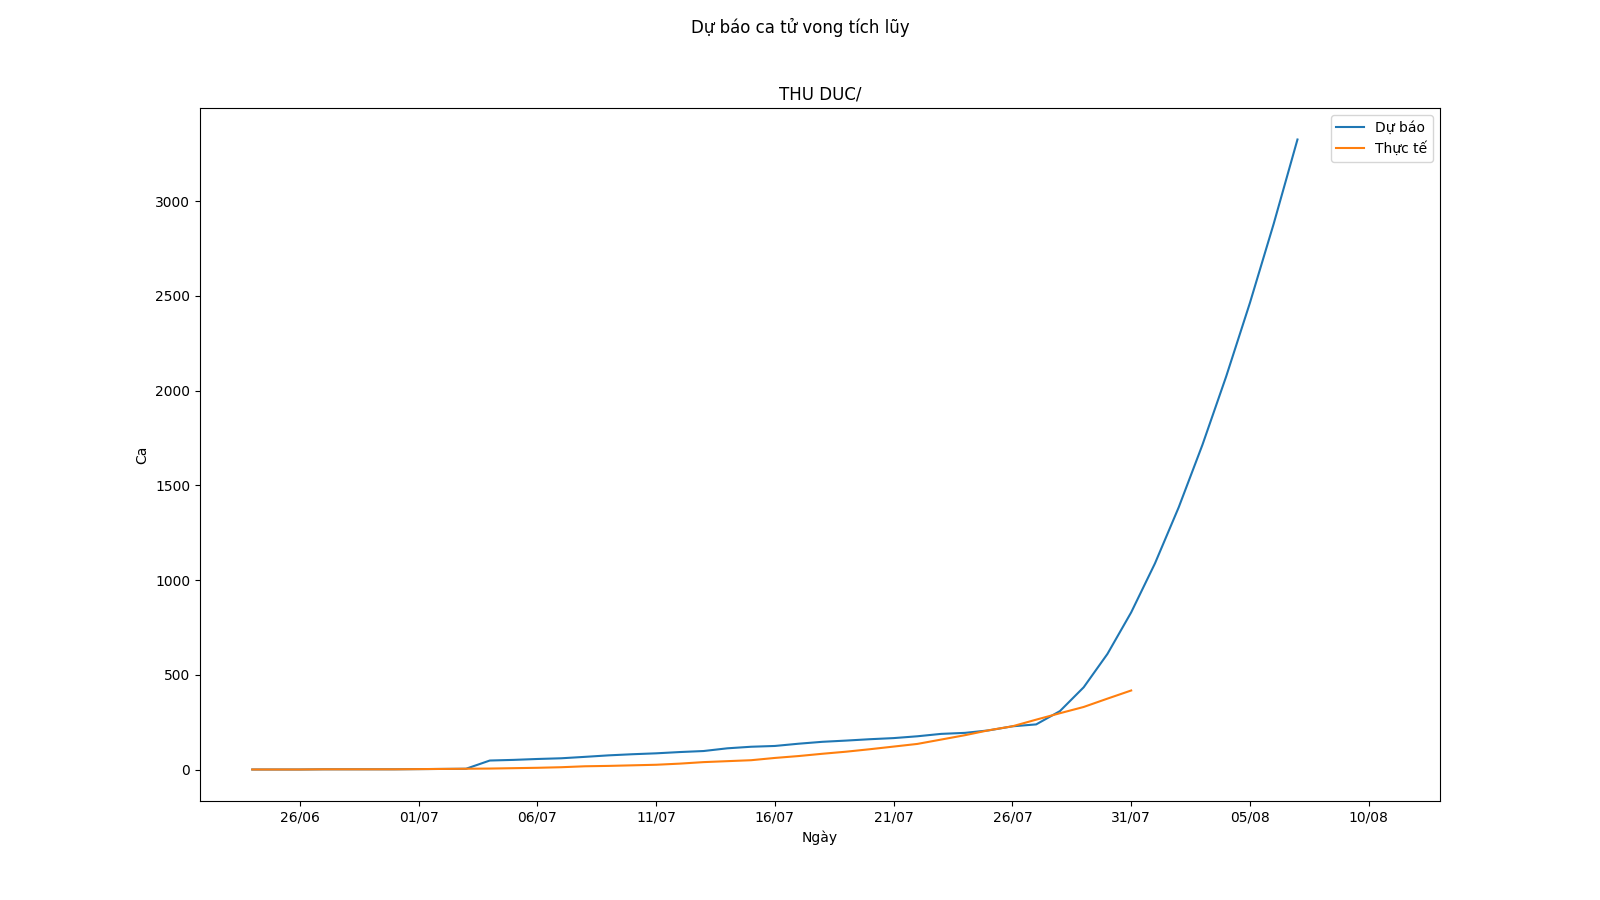 Dự báo ca tử vong tích lũy
THU DUC/
Dự báo
Thực tế
3000
2500
2000
1500
1000
500
0
Ca
26/06 01/07 06/07 11/07 16/07 21/07 26/07 31/07 05/08 10/08
Ngày